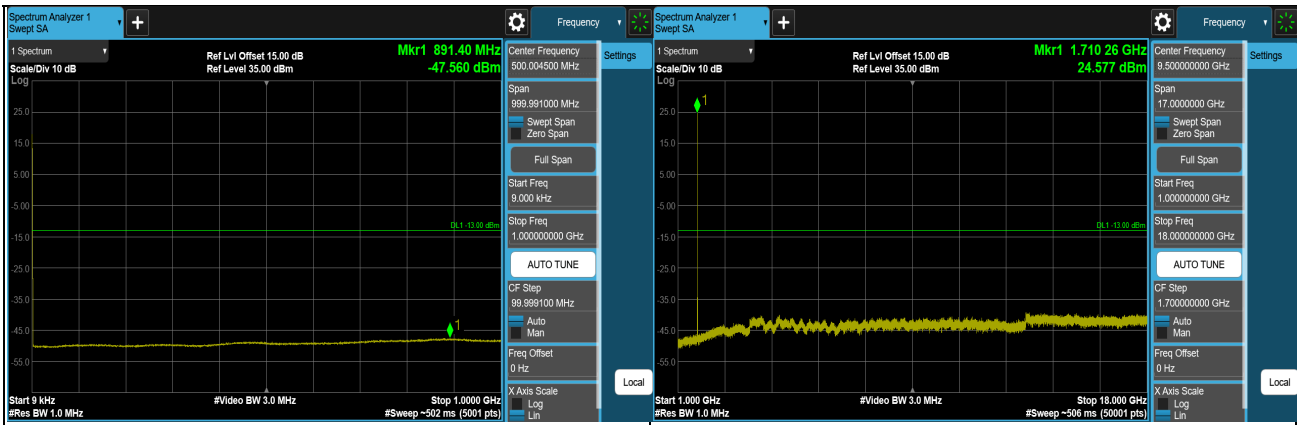 Spectrum Analyzer 1
Swept SA
+
Frequency
1 Spectrum
Scale/Div 10 dB
Log
Ref Lvl Offset 15.00 dB
Ref Level 35.00 dBm
Mkr1 891.40 MHz
-47.560 dBm
25.0
15.0
5.00
-5.00
-15.0
-25.0
-35.0
-45.0
-55.0
DL1 -13.00 dBm
1
Start 9 kHz
#Res BW 1.0 MHz
#Video BW 3.0 MHz
Stop 1.0000 GHz
#Sweep ~502 ms (5001 pts)
Center Frequency
500.004500 MHz
Span
999.991000 MHz
Swept Span
Zero Span
Full Span
Start Freq
9.000 kHz
Stop Freq
1.000000000 GHz
AUTO TUNE
CF Step
99.999100 MHz
Auto
Man
Freq Offset
0 Hz
X Axis Scale
Log
Lin
Settings
Local
Spectrum Analyzer 1
Swept SA
+
Frequency
1 Spectrum
Scale/Div 10 dB
Log
Ref Lvl Offset 15.00 dB
Ref Level 35.00 dBm
Mkr1 1.710 26 GHz
24.577 dBm
1
25.0
15.0
5.00
-5.00
-15.0
-25.0
-35.0
-45.0
-55.0
DL1 -13.00 dBm
Start 1.000 GHz
#Res BW 1.0 MHz
#Video BW 3.0 MHz
Stop 18.000 GHz
#Sweep ~506 ms (50001 pts)
Center Frequency
9.500000000 GHz
Span
17.0000000 GHz
Swept Span
Zero Span
Full Span
Start Freq
1.000000000 GHz
Stop Freq
18.000000000 GHz
AUTO TUNE
CF Step
1.700000000 GHz
Auto
Man
Freq Offset
0 Hz
X Axis Scale
Log
Lin
Settings
Local